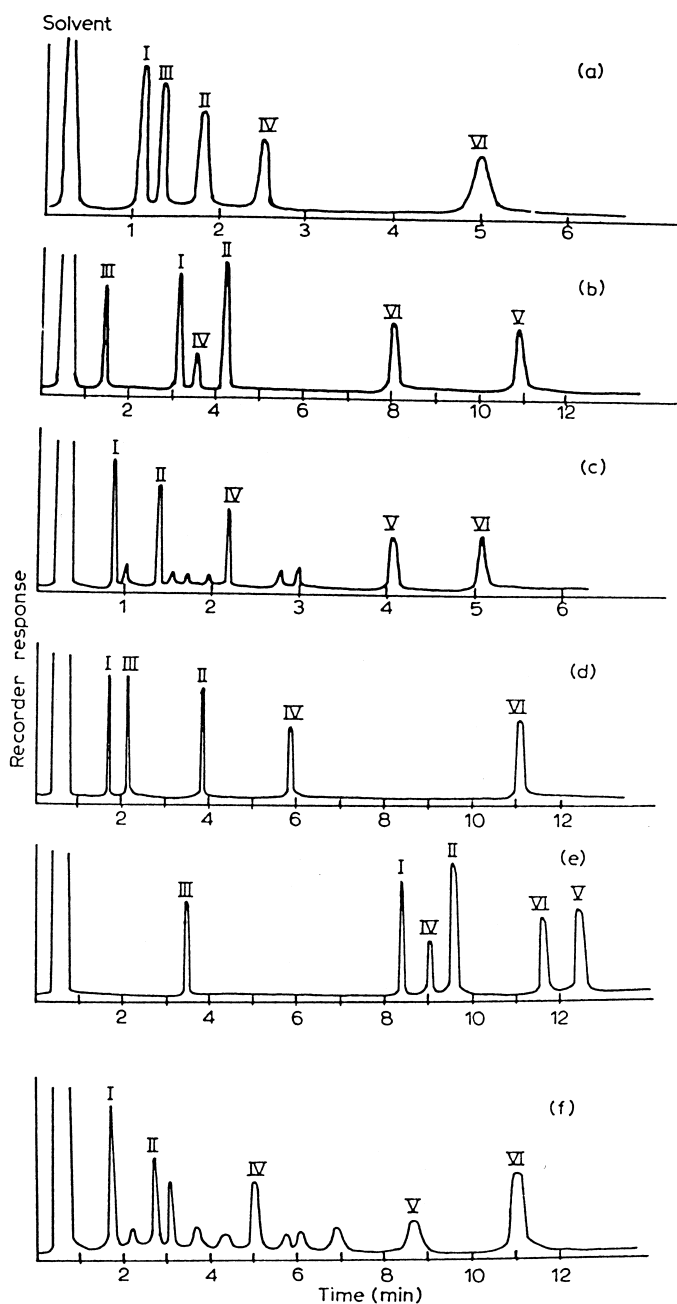 Solvent
I
III
II
IV
VI
(a)
1 2 3 4 5 6
III
I
IV
II
VI
V
(b)
2 4 6 8 10 12
I
II
IV
V
VI
(c)
1 2 3 4 5 6
Recorder response
I
III
II
IV
VI
(d)
2 4 6 8 10 12
III
I
IV
II
VI
V
(e)
2 4 6 8 10 12
I
II
IV
V
VI
(f)
2 4 6 8 10 12
Time (min)